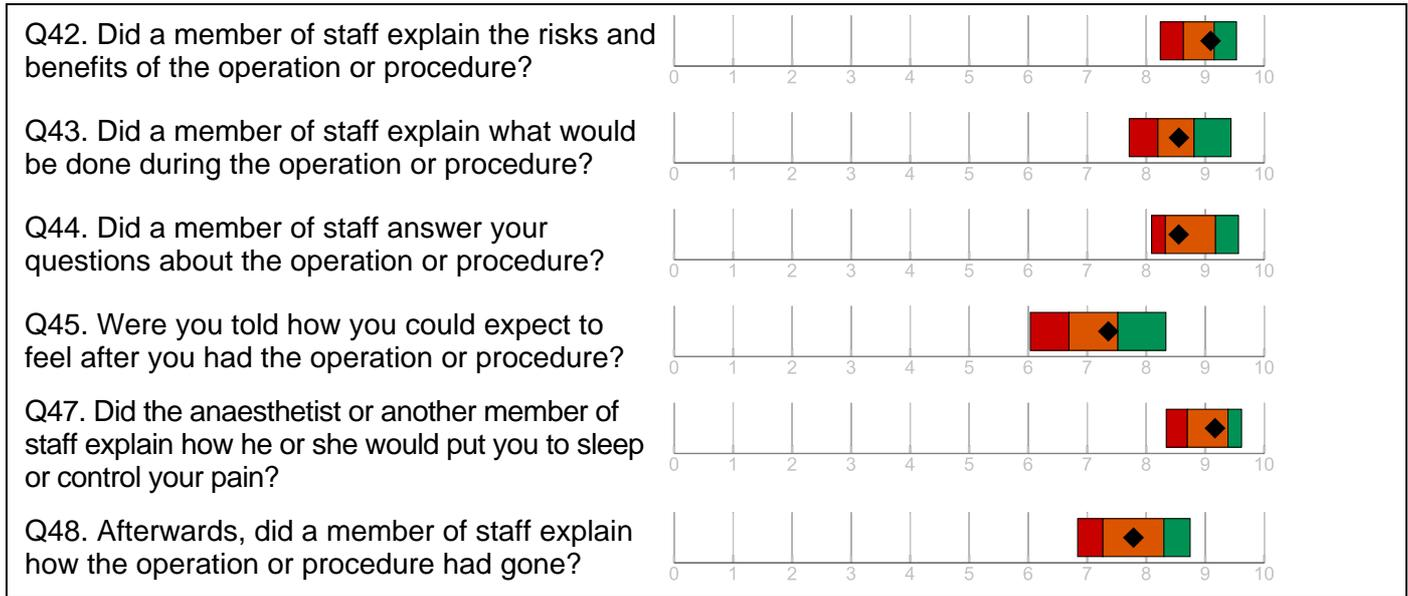 Q42. Did a member of staff explain the risks and
benefits of the operation or procedure?
0 1 2 3 4 5 6 7 8 9 10
Q43. Did a member of staff explain what would
be done during the operation or procedure?
0 1 2 3 4 5 6 7 8 9 10
Q44. Did a member of staff answer your
questions about the operation or procedure?
0 1 2 3 4 5 6 7 8 9 10
Q45. Were you told how you could expect to
feel after you had the operation or procedure?
0 1 2 3 4 5 6 7 8 9 10
Q47. Did the anaesthetist or another member of
staff explain how he or she would put you to sleep
or control your pain?
0 1 2 3 4 5 6 7 8 9 10
Q48. Afterwards, did a member of staff explain
how the operation or procedure had gone?
0 1 2 3 4 5 6 7 8 9 10